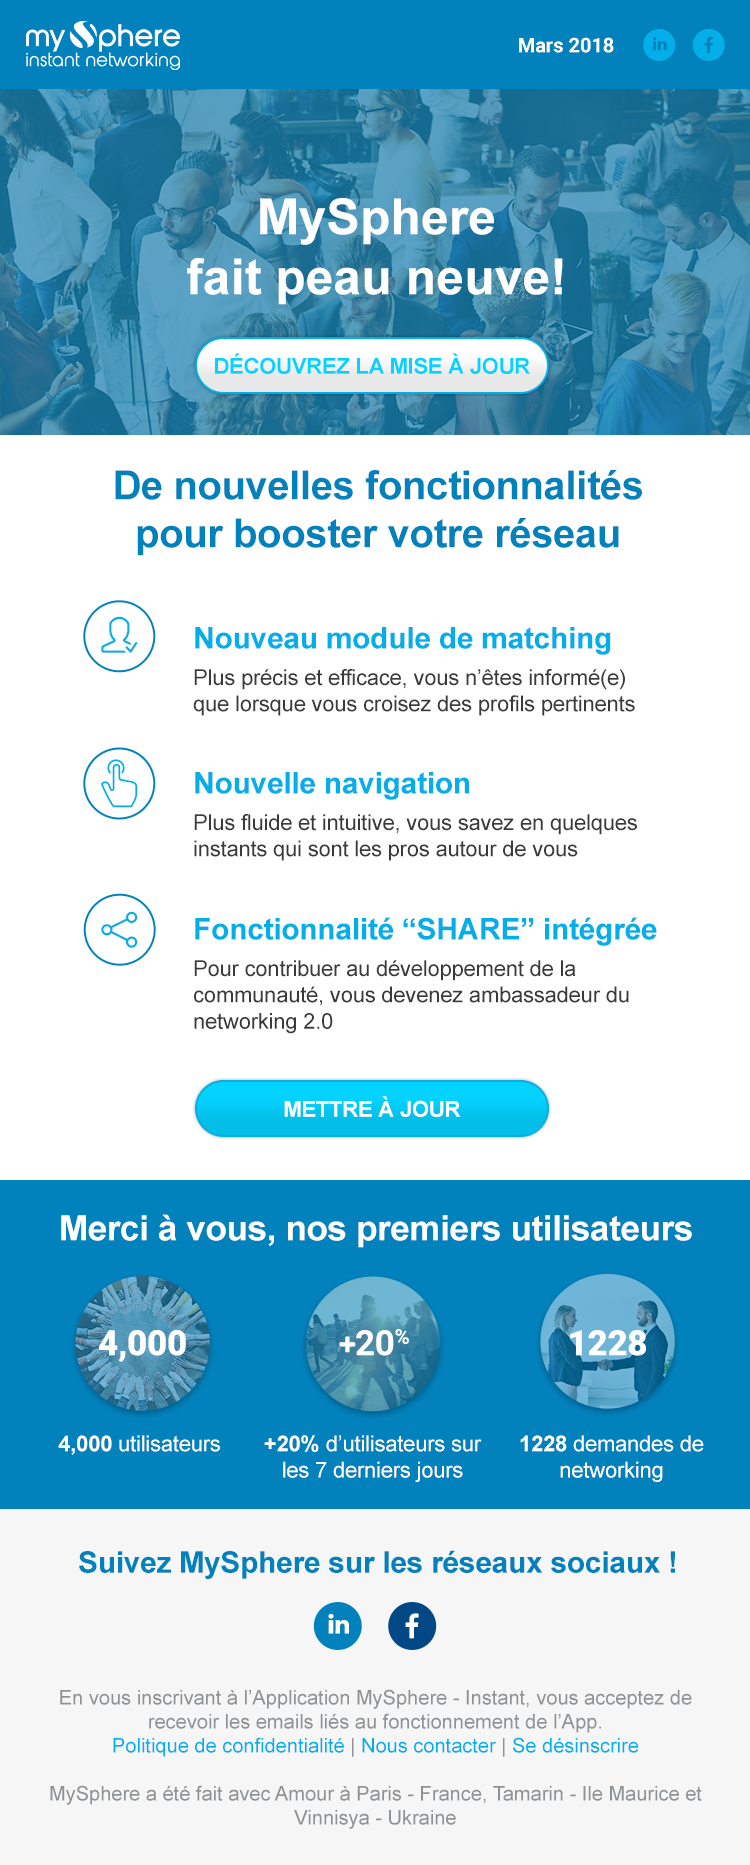 my Sphere
instant networking
Mars 2018
in f
MySphere
fait peau neuve!
DÉCOUVREZ LA MISE À JOUR
De nouvelles fonctionnalités
pour booster votre réseau
Nouveau module de matching
Plus précis et efficace, vous n’êtes informé(e)
que lorsque vous croisez des profils pertinents
Nouvelle navigation
Plus fluide et intuitive, vous savez en quelques
instants qui sont les pros autour de vous
Fonctionnalité “SHARE” intégrée
Pour contribuer au développement de la
communauté, vous devenez ambassadeur du
networking 2.0
METTRE À JOUR
Merci à vous, nos premiers utilisateurs
4,000
+20%
1228
4,000 utilisateurs
+20% d’utilisateurs sur
les 7 derniers jours
1228 demandes de
networking
Suivez MySphere sur les réseaux sociaux !
in f
En vous inscrivant à l’Application MySphere - Instant, vous acceptez de
recevoir les emails liés au fonctionnement de l’App.
Politique de confidentialité | Nous contacter | Se désinscrire
MySphere a été fait avec Amour à Paris - France, Tamarin - Ile Maurice et
Vinnisya - Ukraine